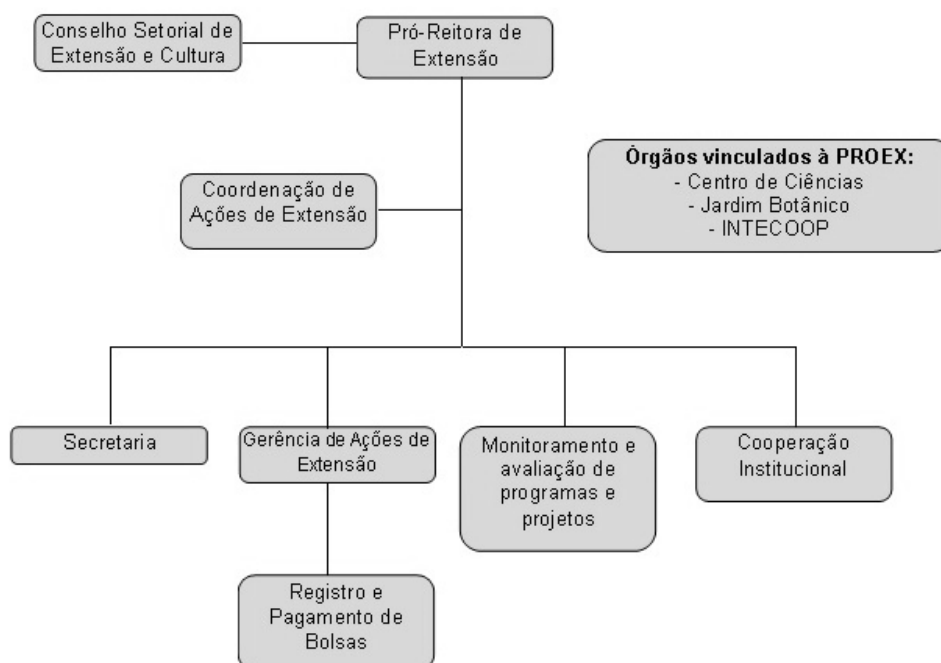 Conselho Setorial de
Extensão e Cultura
Pró-Reitora de
Extensão
Órgãos vinculados à PROEX:
- Centro de Ciências
- Jardim Botânico
- INTECOOP
Coordenação de
Ações de Extensão
Secretaria
Gerência de Ações de
Extensão
Monitoramento e
avaliação de
programas e
projetos
Cooperação
Institucional
Registro e
Pagamento de
Bolsas